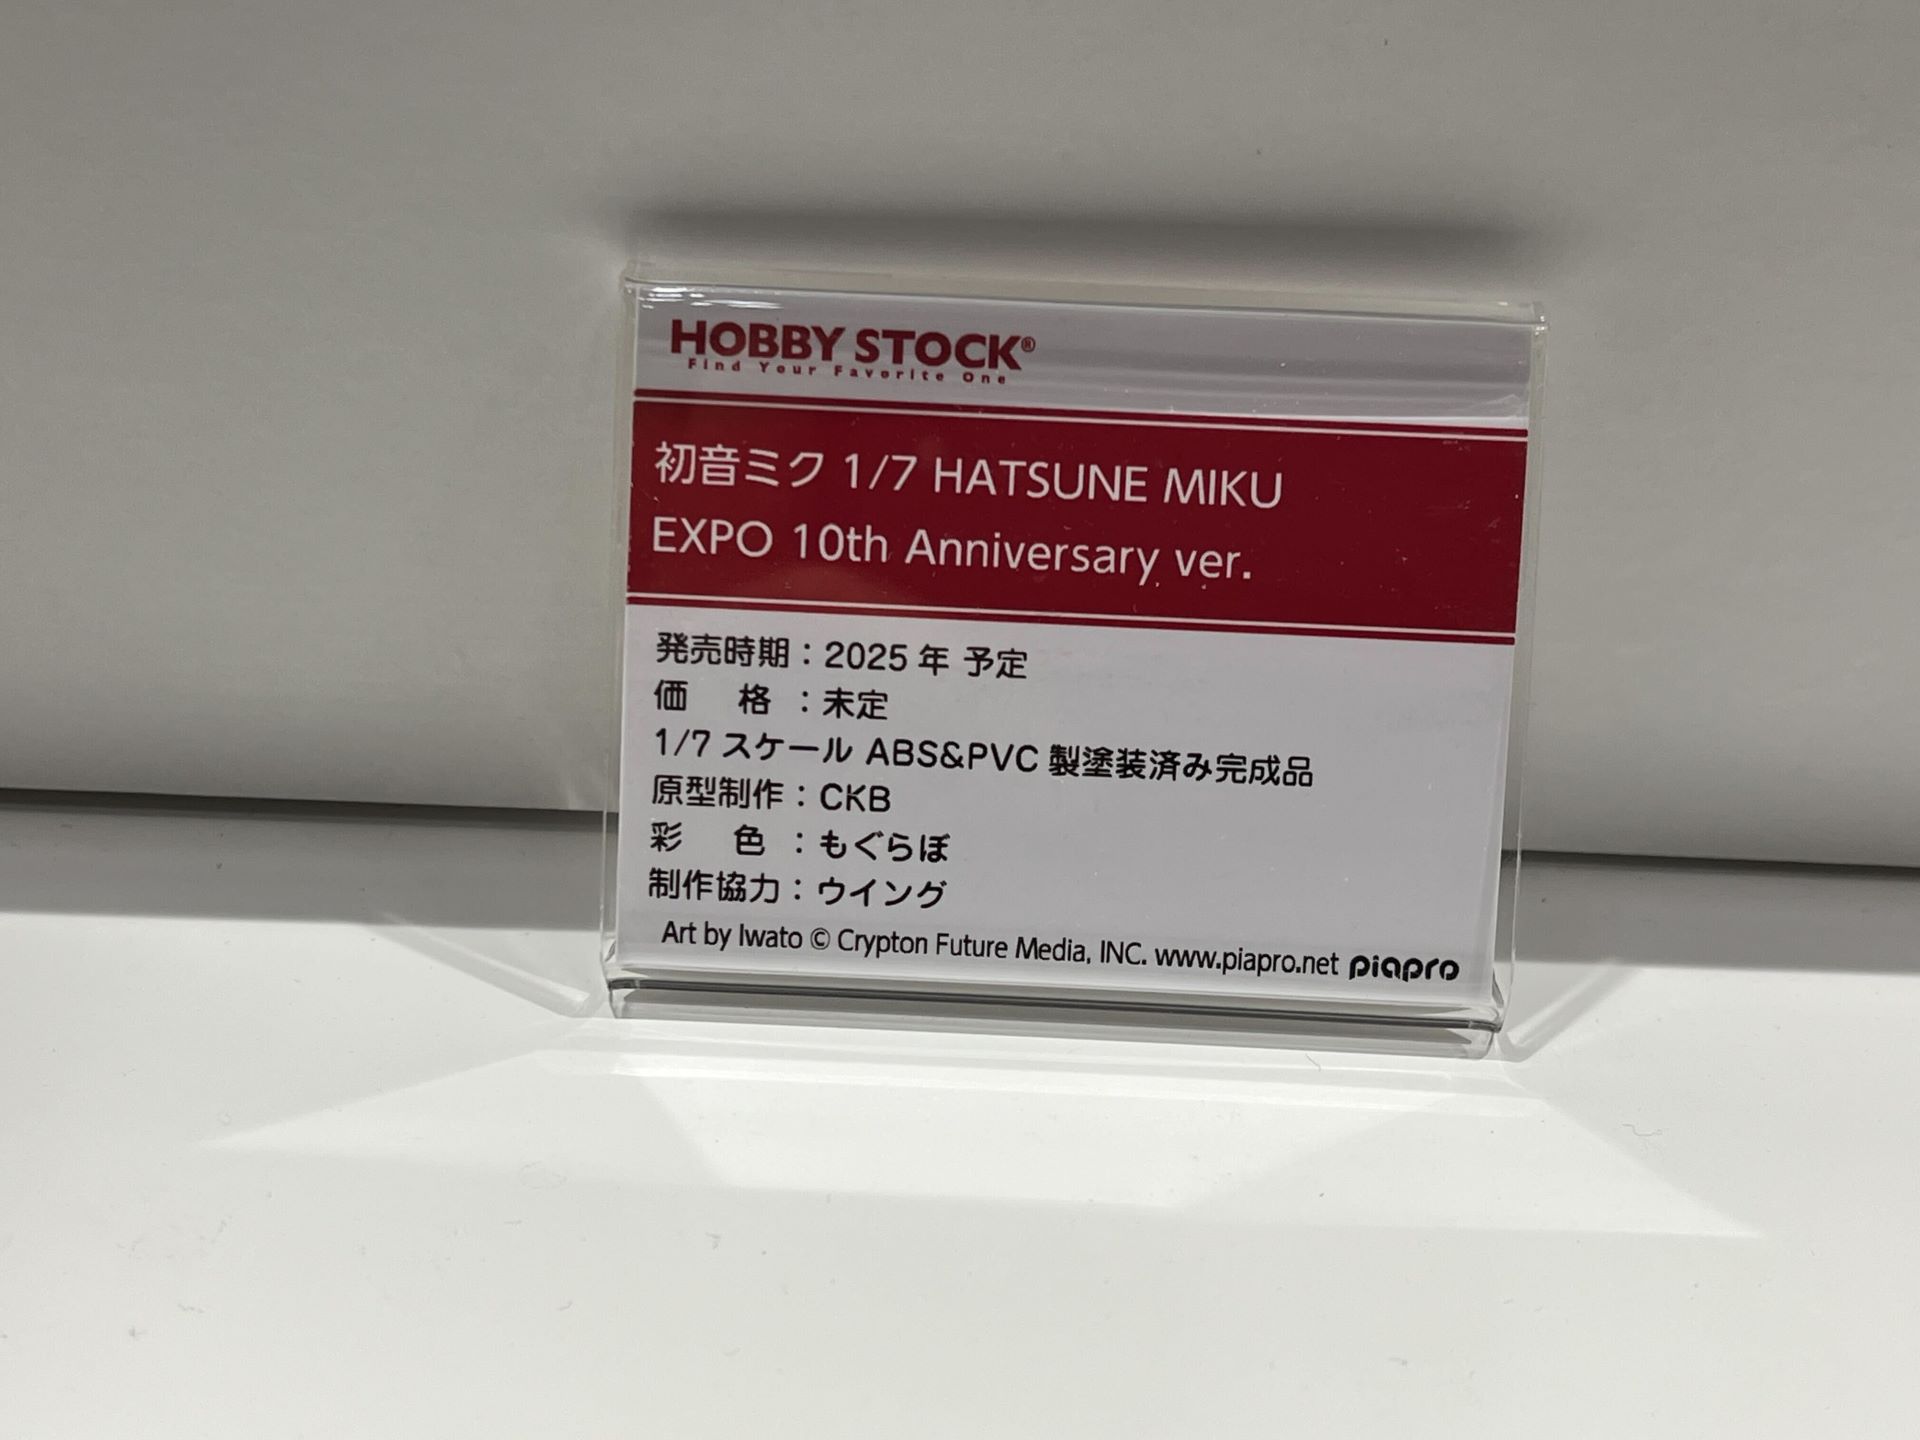 HOBBY STOCK®
Find Your Favorite One
初音ミク 1/7 HATSUNE MIKU
EXPO 10th Anniversary ver.
発売時期：2025 年 予定
価　格：未定
1/7 スケール ABS&PVC 製塗装済み完成品
原型制作：CKB
彩　色：もぐらぼ
制作協力：ウイング
Art by Iwato © Crypton Future Media, INC. www.piapro.net piapro